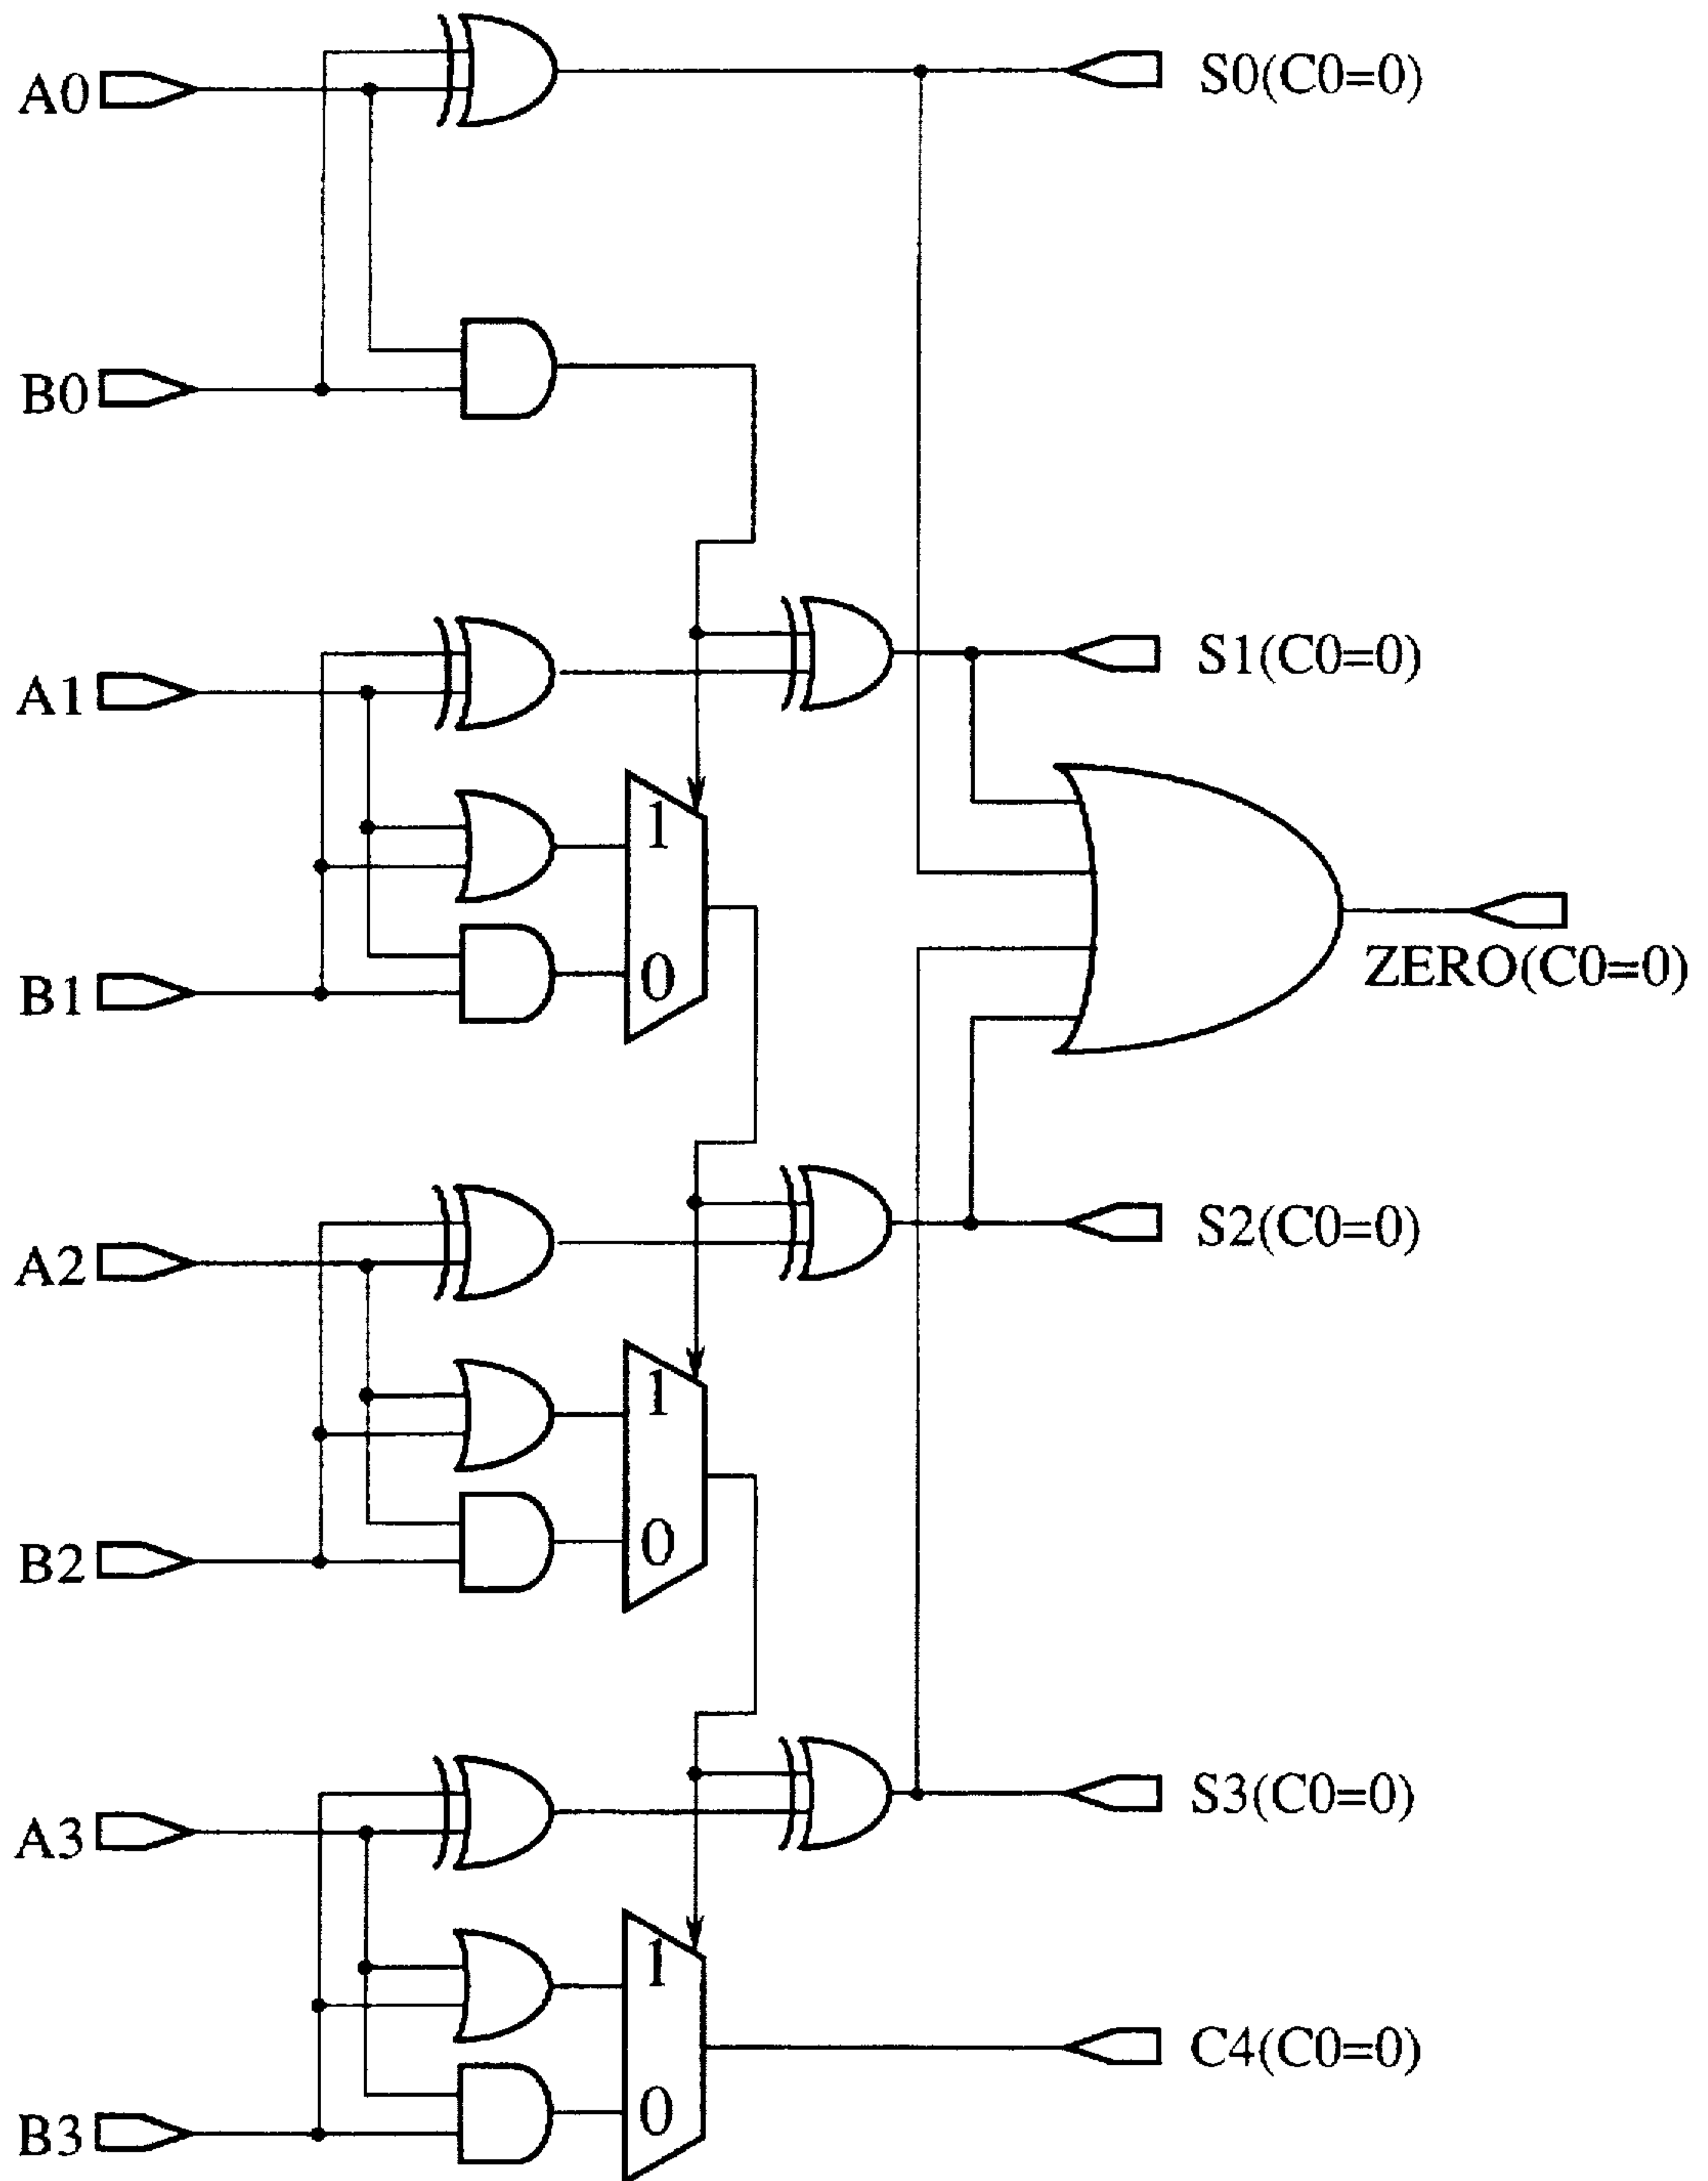 A0
S0(C0=0)
B0
A1
S1(C0=0)
1
0
B1
ZERO(C0=0)
A2
S2(C0=0)
1
0
B2
A3
S3(C0=0)
1
C4(C0=0)
0
B3